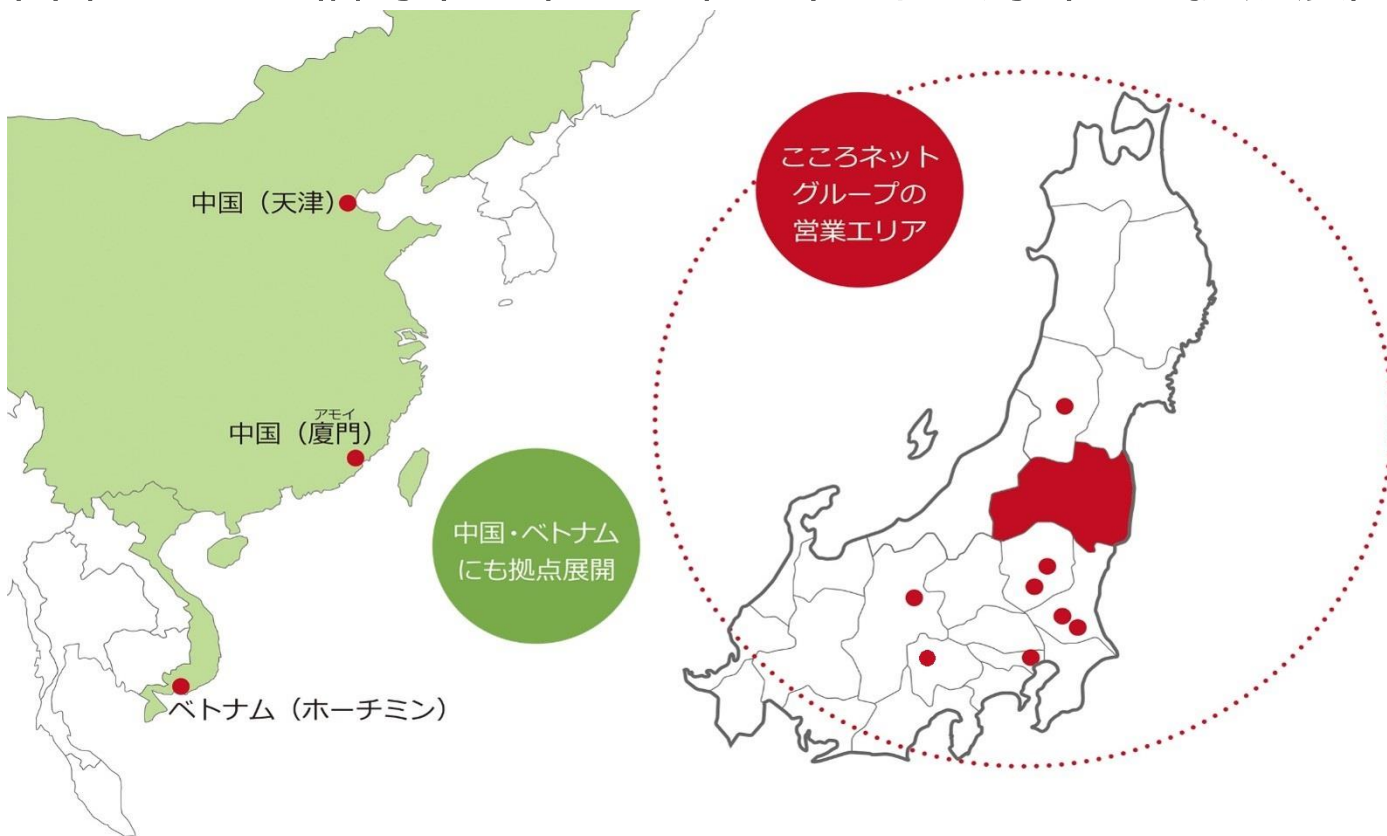 中国（天津）
アモイ
中国（廈門）
ベトナム（ホーチミン）
中国・ベトナム
にも拠点展開
こころネット
グループの
営業エリア